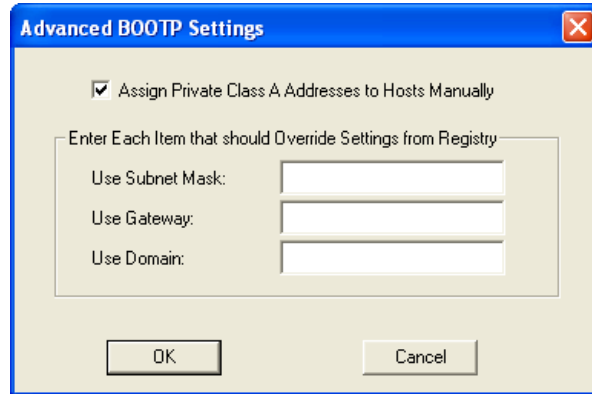 Advanced BOOTP Settings
Assign Private Class A Addresses to Hosts Manually
Enter Each Item that should Override Settings from Registry
Use Subnet Mask:
Use Gateway:
Use Domain:
OK Cancel